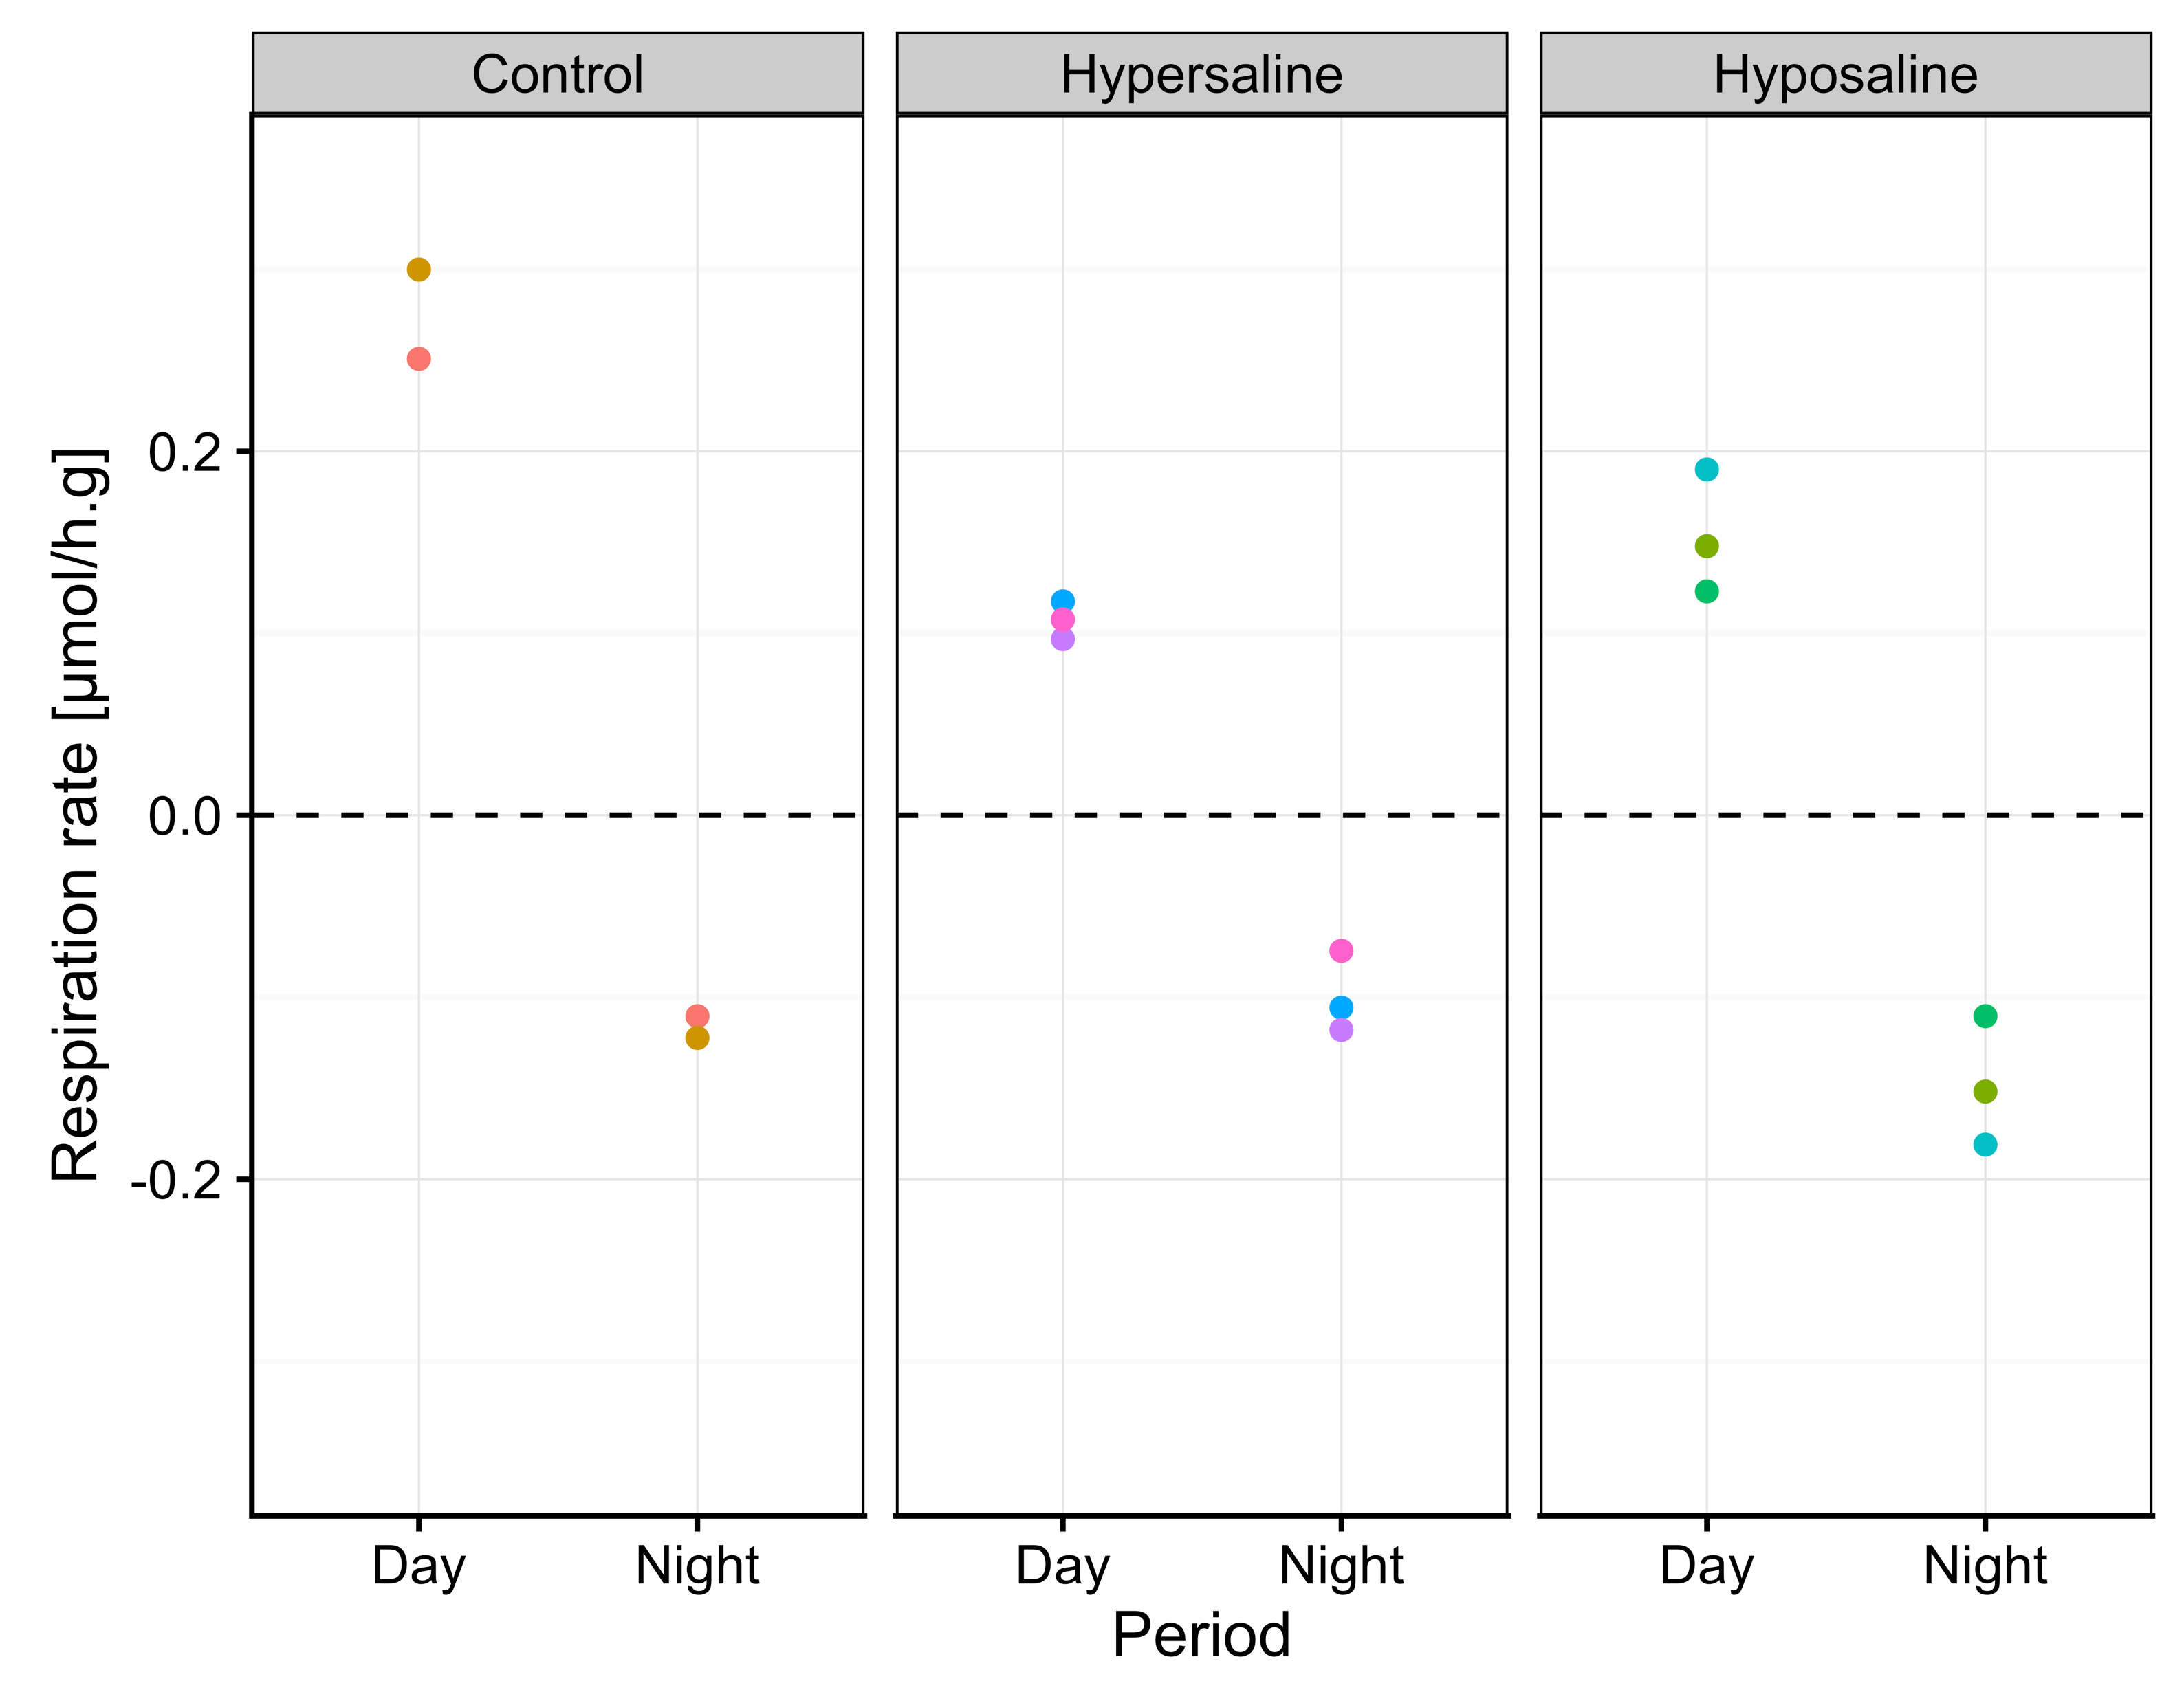 Control
Hypersaline
Hyposaline
Respiration rate [µmol/h.g]
0.2
0.0
-0.2
Day
Night
Day
Night
Day
Night
Period